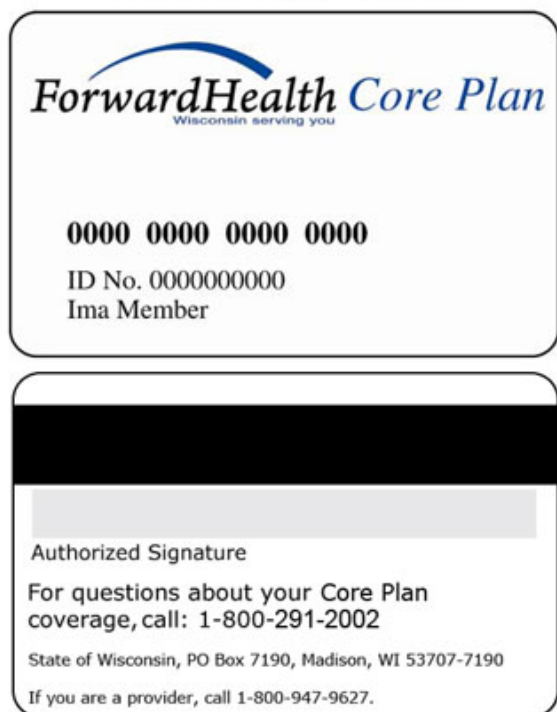 ForwardHealth Core Plan
Wisconsin serving you
0000 0000 0000 0000
ID No. 0000000000
Ima Member
Authorized Signature
For questions about your Core Plan
coverage, call: 1-800-291-2002
State of Wisconsin, PO Box 7190, Madison, WI 53707-7190
If you are a provider, call 1-800-947-9627.